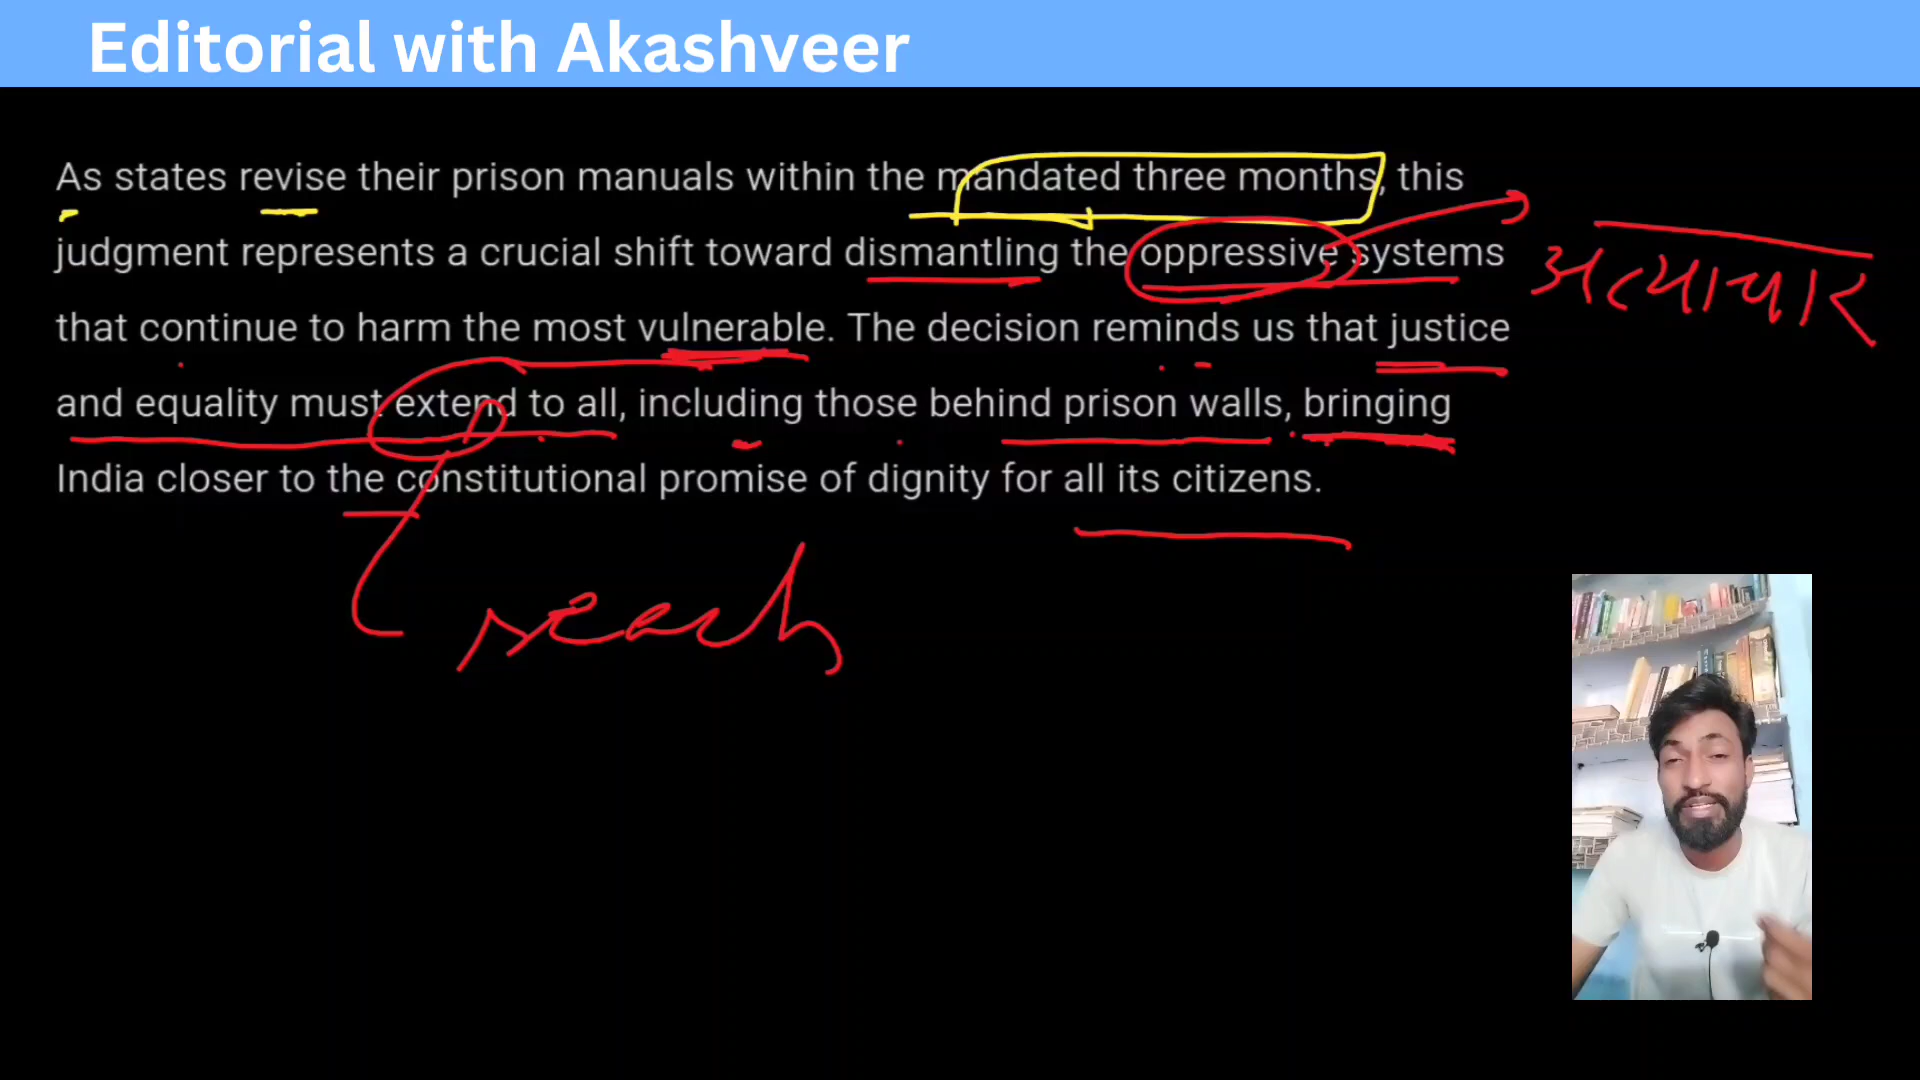 Editorial with Akashveer
As states revise their prison manuals within the mandated three months, this
judgment represents a crucial shift toward dismantling the oppressive systems
अत्याचार
that continue to harm the most vulnerable. The decision reminds us that justice
and equality must extend to all, including those behind prison walls, bringing
India closer to the constitutional promise of dignity for all its citizens.
reach